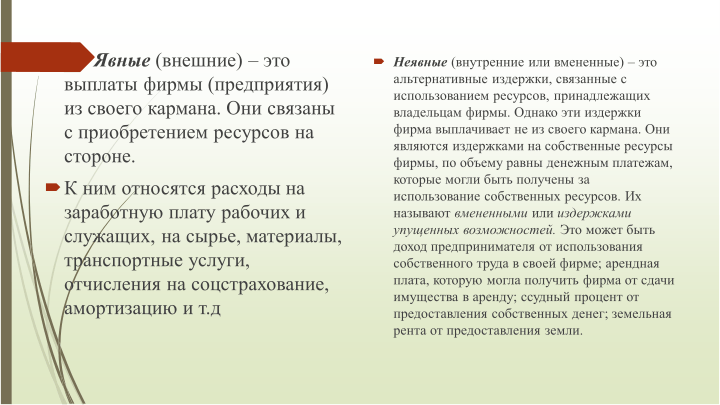 Явные (внешние) – это
выплаты фирмы (предприятия)
из своего кармана. Они связаны
с приобретением ресурсов на
стороне.
К ним относятся расходы на
заработную плату рабочих и
служащих, на сырье, материалы,
транспортные услуги,
отчисления на соцстрахование,
амортизацию и т.д
Неявные (внутренние или вмененные) – это
альтернативные издержки, связанные с
использованием ресурсов, принадлежащих
владельцам фирмы. Однако эти издержки
фирма выплачивает не из своего кармана. Они
являются издержками на собственные ресурсы
фирмы, по объему равны денежным платежам,
которые могли быть получены за
использование собственных ресурсов. Их
называют вмененными или издержками
упущенных возможностей. Это может быть
доход предпринимателя от использования
собственного труда в своей фирме; арендная
плата, которую могла получить фирма от сдачи
имущества в аренду; ссудный процент от
предоставления собственных денег; земельная
рента от предоставления земли.